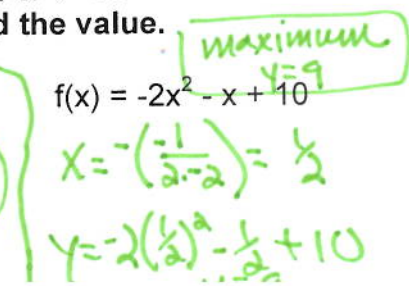 d the value.
maximum
y=9
f(x) = -2x² - x + 10
x = -(-1/2·-2) = 1/2
y = -2(1/2)² - 1/2 + 10